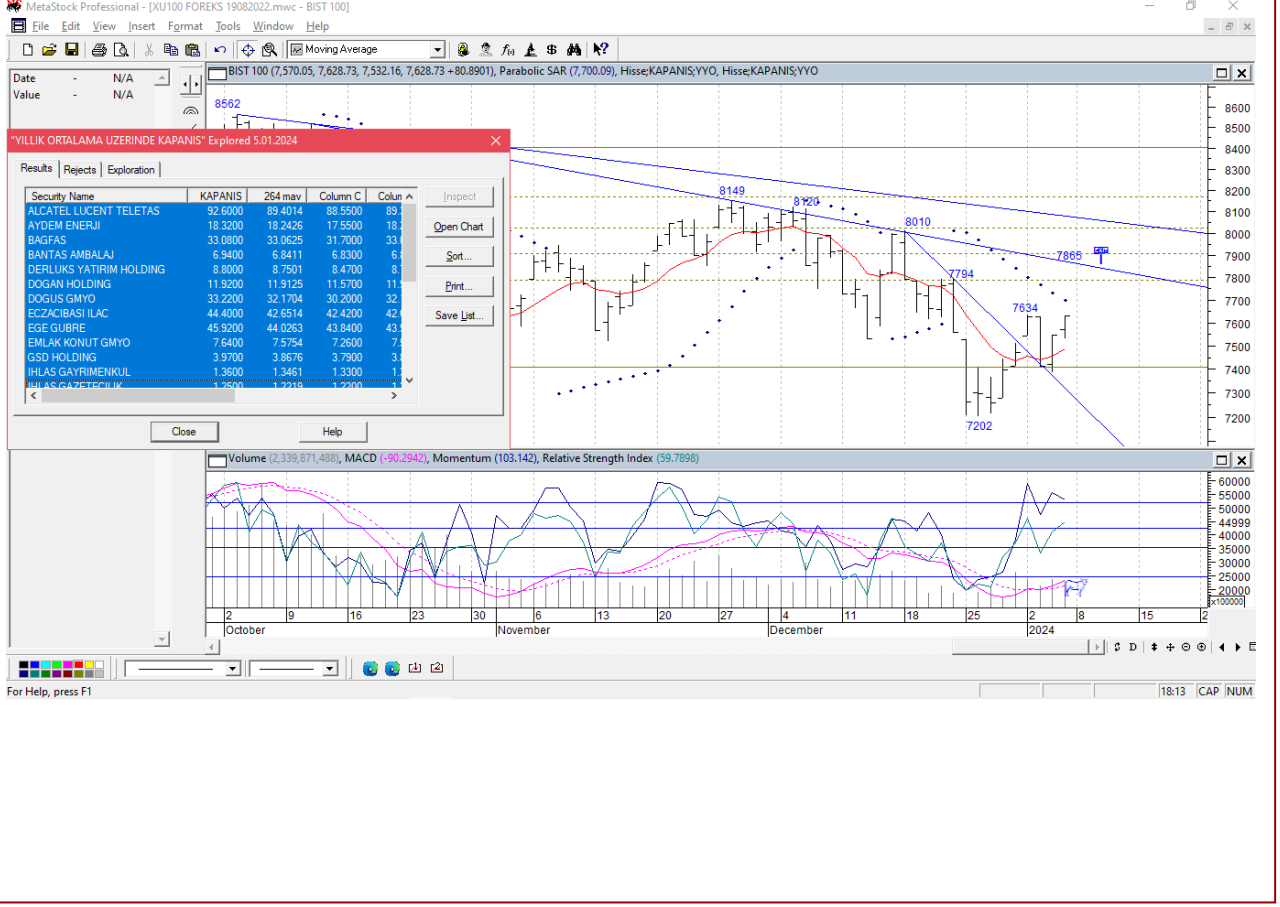 MetaStock Professional - [XU100 FOREKS 19082022.mwc - BIST 100]
File Edit View Insert Format Tools Window Help
Moving Average
Date - N/A
Value - N/A
BIST 100 (7,570.05, 7,628.73, 7,532.16, 7,628.73 +80.8901), Parabolic SAR (7,700.09), Hisse;KAPANIS;YYO, Hisse;KAPANIS;YYO
8562
8149
8120
8010
7865
7794
7634
7202
8600
8500
8400
8300
8200
8100
8000
7900
7800
7700
7600
7500
7400
7300
7200
"YILLIK ORTALAMA UZERINDE KAPANIS" Explored 5.01.2024
Results Rejects Exploration
Security Name KAPANIS 264 mav Column C Colun
ALCATEL LUCENT TELETAS 92.6000 89.4014 88.5500
AYDEM ENERJI 18.3200 18.2426 17.5500
BAGFAS 33.0800 33.0625 31.7000
BANTAS AMBALAJ 6.9400 6.8411 6.8300
DERLUKS YATIRIM HOLDING 8.8000 8.7501 8.4700
DOGAN HOLDING 11.9200 11.9125 11.5700
DOGUS GMYO 33.2200 32.1704 30.2000
ECZACIBASI ILAC 44.4000 42.6514 42.4200
EGE GUBRE 45.9200 44.0263 43.8400
EMLAK KONUT GMYO 7.6400 7.5754 7.2600
GSD HOLDING 3.9700 3.8676 3.7900
IHLAS GAYRIMENKUL 1.3600 1.3461 1.3300
IHLAS GAZETECILIK 1.2500 1.2219 1.2200
Inspect
Open Chart
Sort...
Print...
Save List...
Close Help
Volume (2,339,871,488), MACD (-90.2942), Momentum (103.142), Relative Strength Index (59.7898)
60000
55000
50000
44999
40000
35000
30000
25000
20000
x100000
2 9 16 23 30 6 13 20 27 4 11 18 25 2 8 15 2
October November December 2024
D
For Help, press F1
18:13 CAP NUM